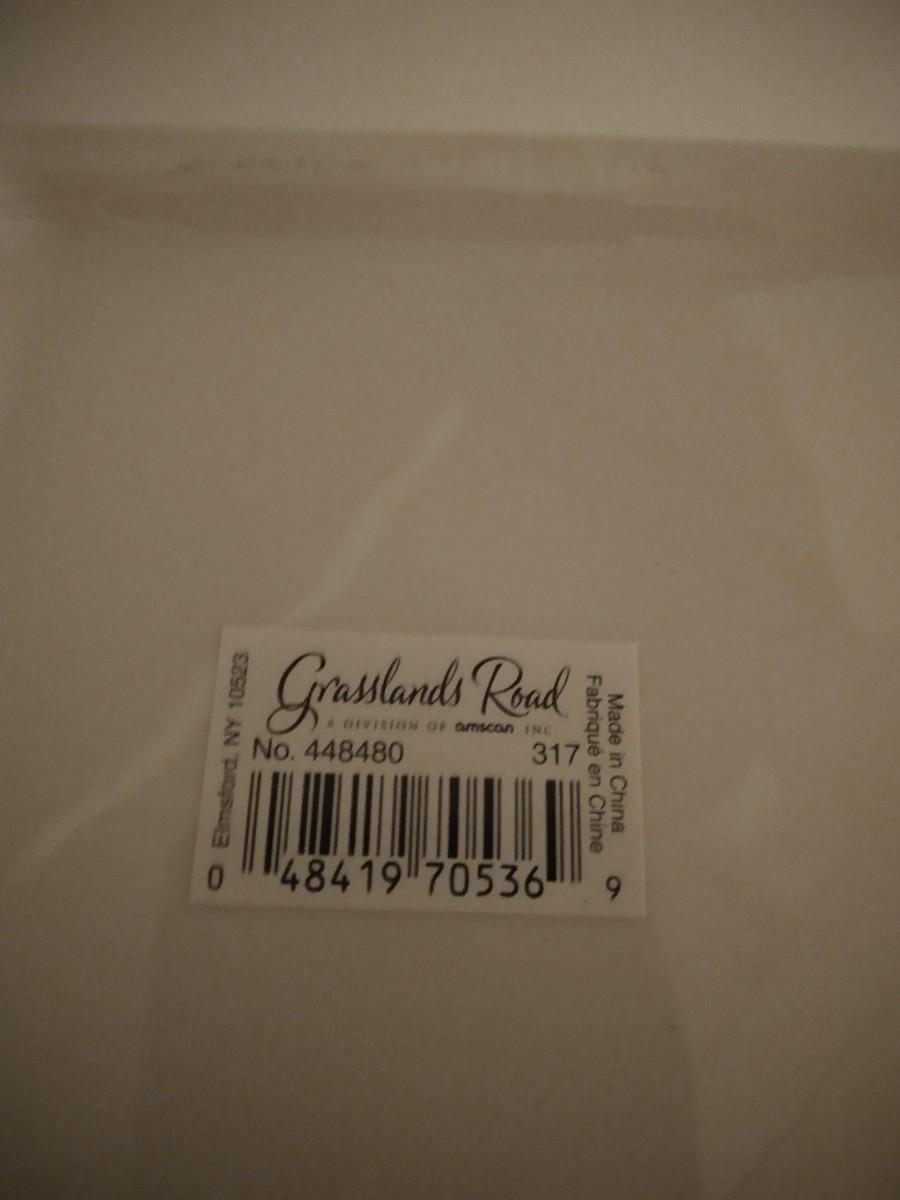 Grasslands Road
A DIVISION OF amscan INC.
No. 448480 317
0 48419 70536 9
Elmsford, NY 10523
Made in China
Fabriqué en Chine